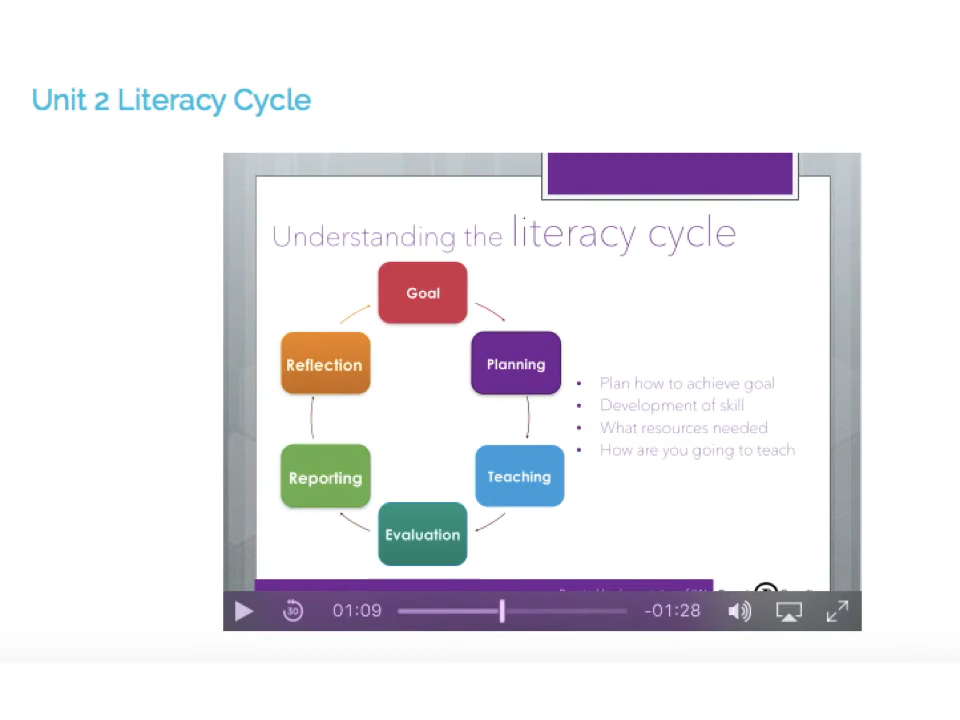 Unit 2 Literacy Cycle
Understanding the literacy cycle
Goal
Planning
Teaching
Evaluation
Reporting
Reflection
• Plan how to achieve goal
• Development of skill
• What resources needed
• How are you going to teach
30
01:09
-01:28